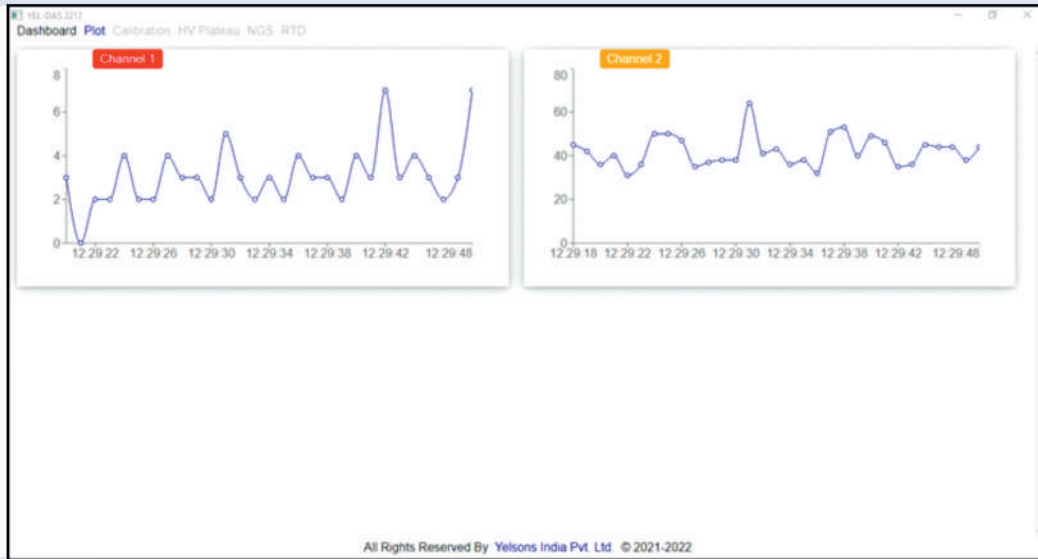 YEL-DAS 2212
Dashboard Plot Calibration HV Plateau NGS RTD
Channel 1
8
6
4
2
0
12 29 22 12 29 26 12 29 30 12 29 34 12 29 38 12 29 42 12 29 48
Channel 2
80
60
40
20
0
12 29 18 12 29 22 12 29 26 12 29 30 12 29 34 12 29 38 12 29 42 12 29 48
All Rights Reserved By Yelsons India Pvt. Ltd. © 2021-2022